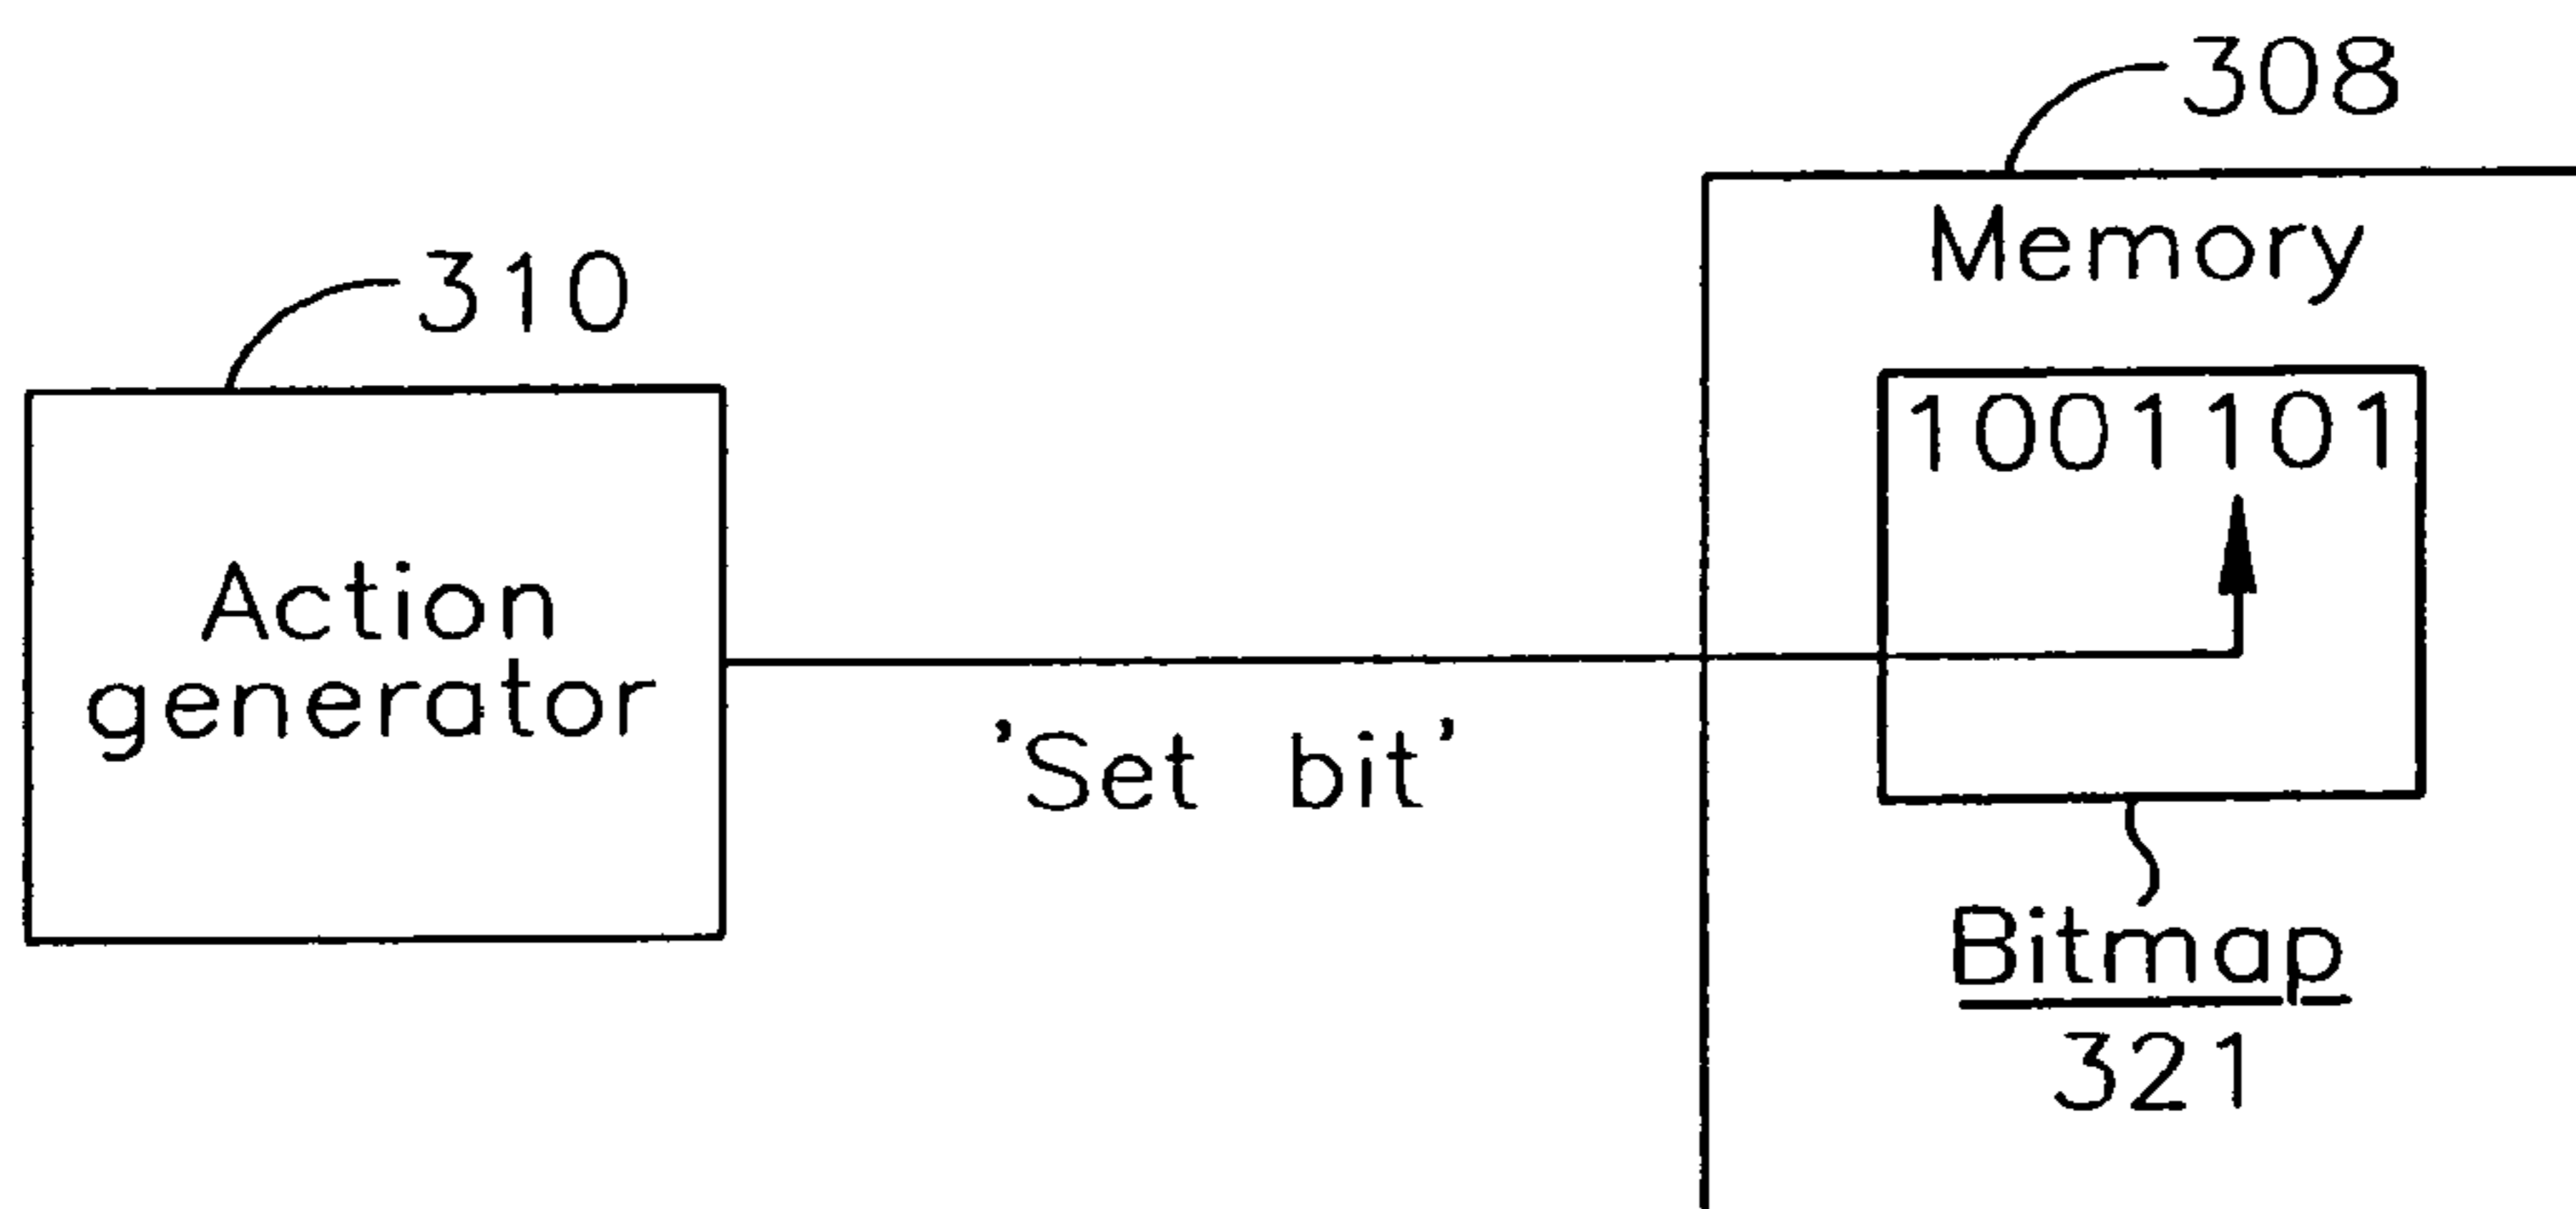 308
Memory
310
1001101
Action
generator
'Set bit'
Bitmap
321